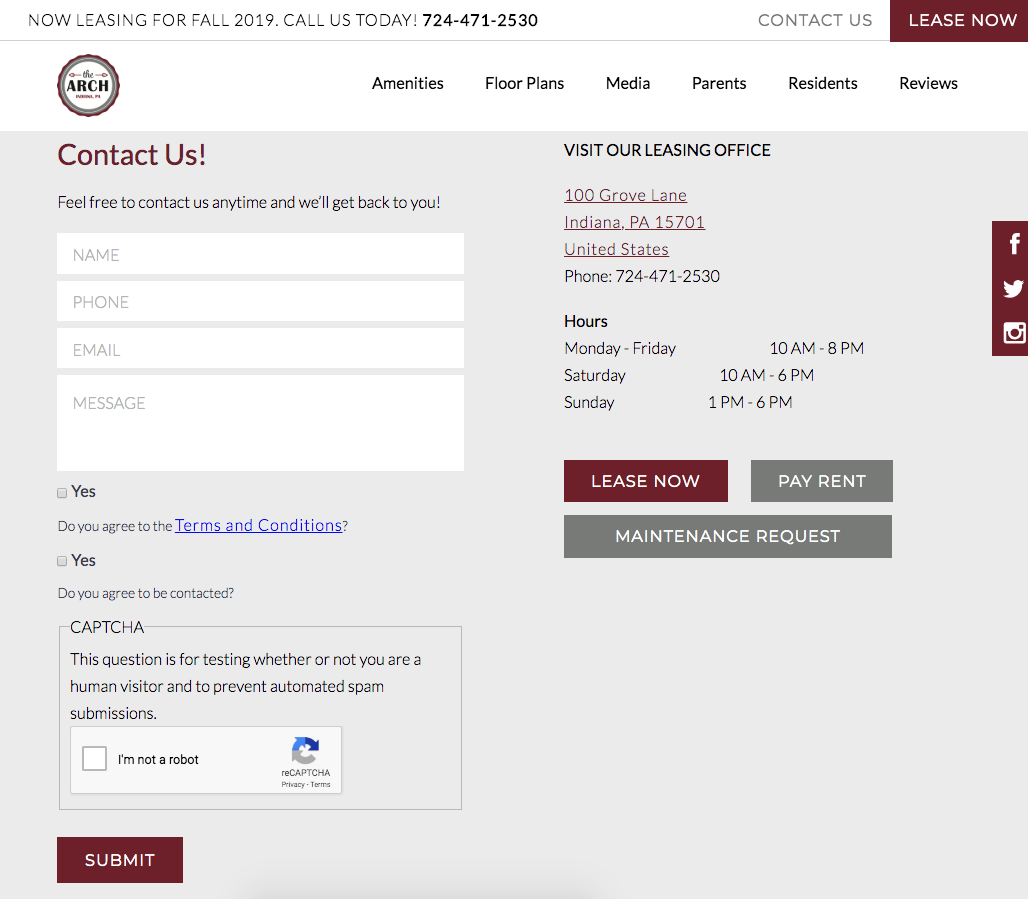 NOW LEASING FOR FALL 2019. CALL US TODAY! 724-471-2530
CONTACT US
LEASE NOW
the
ARCH
INDIANA, PA
Amenities
Floor Plans
Media
Parents
Residents
Reviews
Contact Us!
Feel free to contact us anytime and we'll get back to you!
NAME
PHONE
EMAIL
MESSAGE
Yes
Do you agree to the Terms and Conditions?
Yes
Do you agree to be contacted?
CAPTCHA
This question is for testing whether or not you are a
human visitor and to prevent automated spam
submissions.
I'm not a robot
reCAPTCHA
Privacy - Terms
SUBMIT
VISIT OUR LEASING OFFICE
100 Grove Lane
Indiana, PA 15701
United States
Phone: 724-471-2530
Hours
Monday - Friday 10 AM - 8 PM
Saturday 10 AM - 6 PM
Sunday 1 PM - 6 PM
LEASE NOW
PAY RENT
MAINTENANCE REQUEST